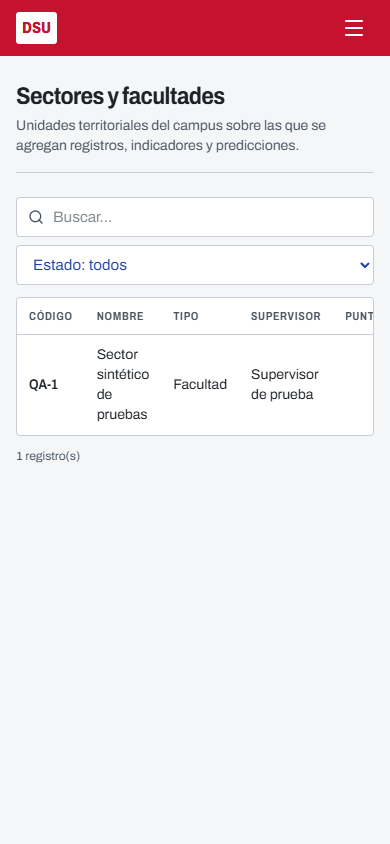 DSU
Sectores y facultades
Unidades territoriales del campus sobre las que se
agregan registros, indicadores y predicciones.
Buscar...
Estado: todos
CÓDIGO NOMBRE TIPO SUPERVISOR PUNT
QA-1 Sector sintético de pruebas Facultad Supervisor de prueba
1 registro(s)